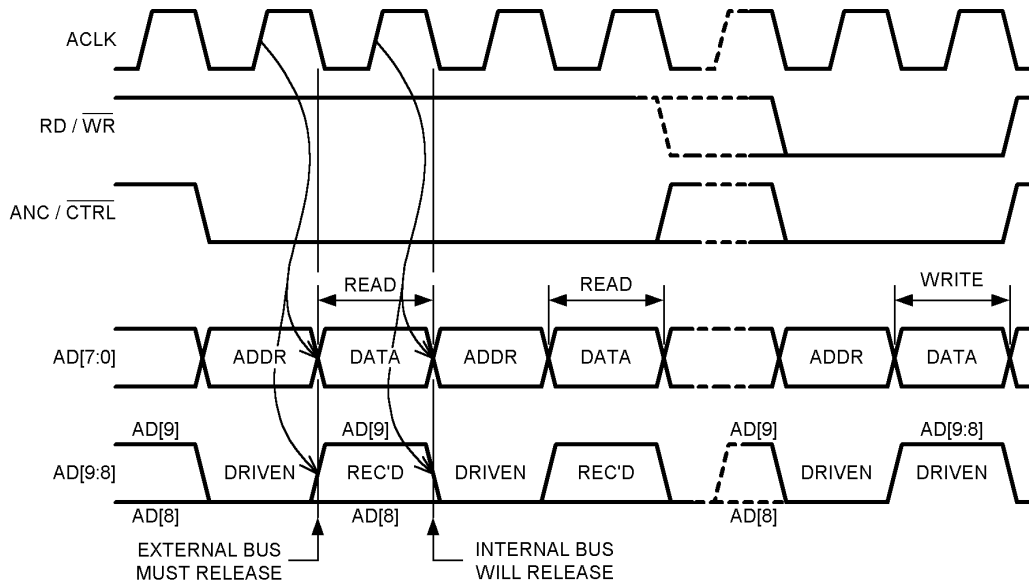 ACLK
RD / WR
ANC / CTRL
READ
READ
WRITE
AD[7:0]
ADDR
DATA
ADDR
DATA
ADDR
DATA
AD[9]
AD[9]
AD[9]
AD[9:8]
AD[9:8]
DRIVEN
REC'D
DRIVEN
REC'D
DRIVEN
DRIVEN
AD[8]
AD[8]
AD[8]
EXTERNAL BUS
MUST RELEASE
INTERNAL BUS
WILL RELEASE